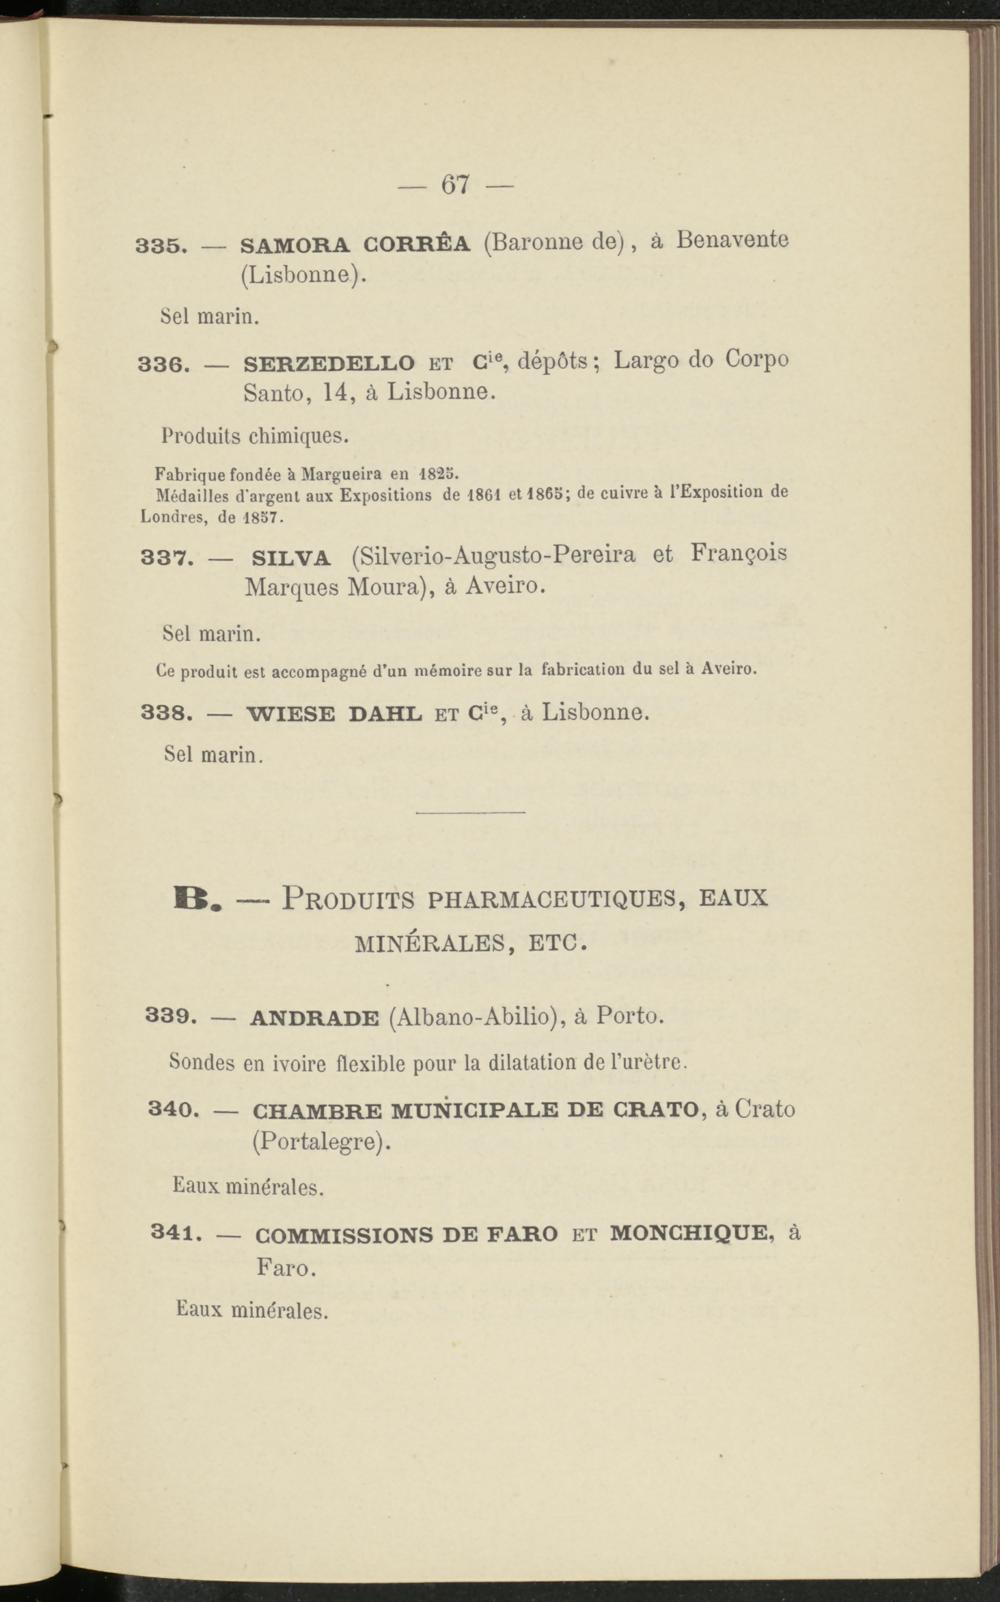 — 67 —
335. — SAMORA CORRÊA (Baronne de), à Benavente
(Lisbonne).
Sel marin.
336. — SERZEDELLO ET Cie, dépôts; Largo do Corpo
Santo, 14, à Lisbonne.
Produits chimiques.
Fabrique fondée à Margueira en 1825.
Médailles d'argent aux Expositions de 1861 et 1865; de cuivre à l'Exposition de
Londres, de 1857.
337. — SILVA (Silverio-Augusto-Pereira et François
Marques Moura), à Aveiro.
Sel marin.
Ce produit est accompagné d'un mémoire sur la fabrication du sel à Aveiro.
338. — WIESE DAHL ET Cie, à Lisbonne.
Sel marin.
B. — PRODUITS PHARMACEUTIQUES, EAUX
MINÉRALES, ETC.
339. — ANDRADE (Albano-Abilio), à Porto.
Sondes en ivoire flexible pour la dilatation de l'urètre.
340. — CHAMBRE MUNICIPALE DE CRATO, à Crato
(Portalegre).
Eaux minérales.
341. — COMMISSIONS DE FARO ET MONCHIQUE, à
Faro.
Eaux minérales.